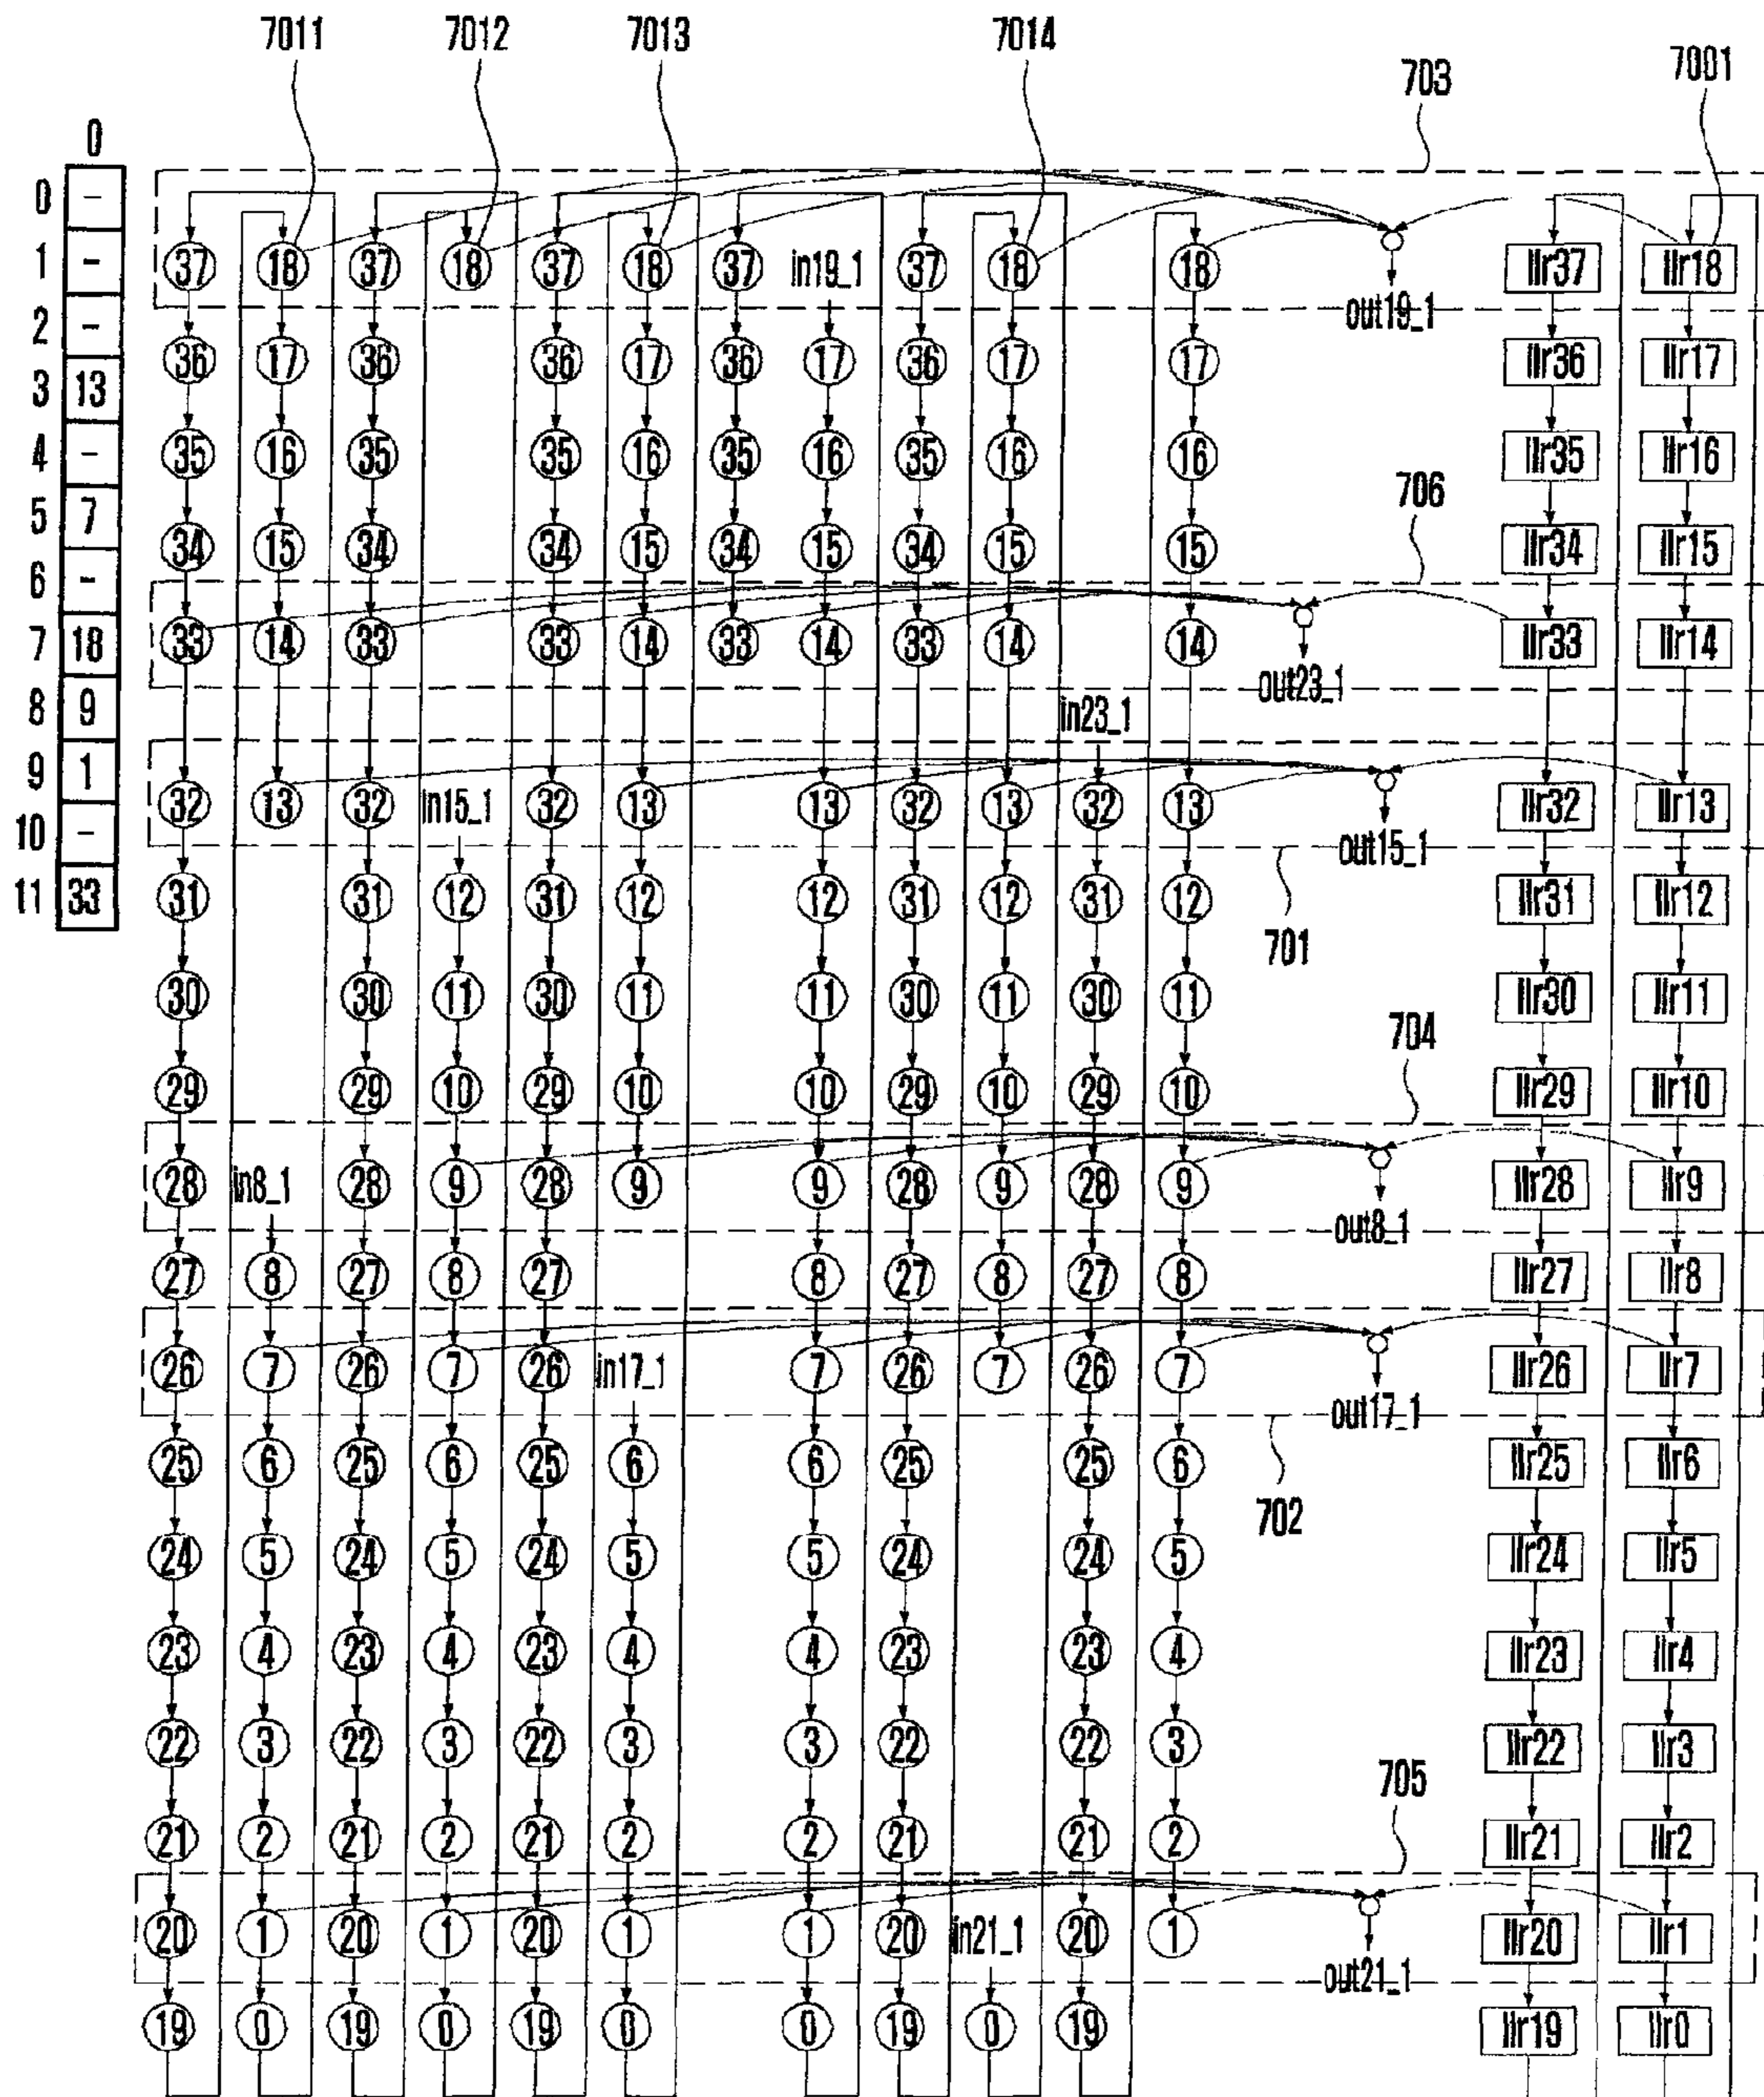 7011 7012 7013 7014
703 7001
0
0 -
1 - 37 18 37 18 37 18 37 in19_1 37 18 18 llr37 llr18
out19_1
2 -
36 17 36 36 17 36 17 36 17 17 llr36 llr17
3 13
4 - 35 16 35 35 16 35 16 35 16 16 llr35 llr16
706
5 7
34 15 34 34 15 34 15 34 15 15 llr34 llr15
6 -
7 18 33 14 33 33 14 33 14 33 14 14 llr33 llr14
out23_1
8 9 in23_1
9 1
32 13 32 in15_1 32 13 13 32 13 32 13 llr32 llr13
10 -
out15_1
11 33 31 31 12 31 12 12 31 12 31 12 llr31 llr12
701
30 30 11 30 11 11 30 11 30 11 llr30 llr11
704
29 29 10 29 10 10 29 10 29 10 llr29 llr10
28 in8_1 28 9 28 9 9 28 9 28 9 llr28 llr9
out8_1
27 8 27 8 27 8 27 8 27 8 llr27 llr8
26 7 26 7 26 in17_1 7 26 7 26 7 llr26 llr7
out17_1
25 6 25 6 25 6 6 25 25 6 llr25 llr6
702
24 5 24 5 24 5 5 24 24 5 llr24 llr5
23 4 23 4 23 4 4 23 23 4 llr23 llr4
22 3 22 3 22 3 3 22 22 3 llr22 llr3
705
21 2 21 2 21 2 2 21 21 2 llr21 llr2
20 1 20 1 20 1 1 20 in21_1 20 1 llr20 llr1
out21_1
19 0 19 0 19 0 0 19 0 19 llr19 llr0